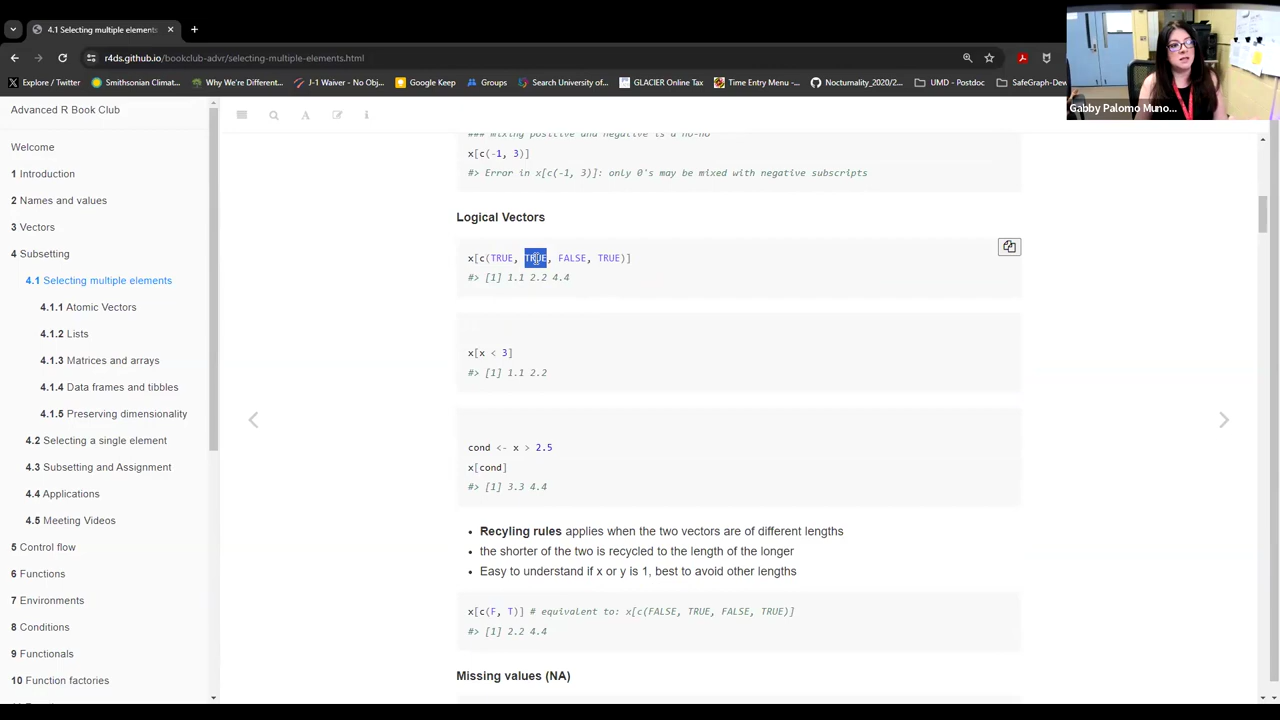 4.1 Selecting multiple elements
r4ds.github.io/bookclub-advr/selecting-multiple-elements.html
Explore / Twitter
Smithsonian Citizen...
Why We're Different...
J-1 Waiver - No Obj...
Google Keep
Groups
Search University of...
GLACIER Online Tax
Time Entry Menu -...
Nocturnality_2020/2...
UMD - Postdoc
SafeGraph-Dew
Gabby Palomo Muno...
Advanced R Book Club
Welcome
1 Introduction
2 Names and values
3 Vectors
4 Subsetting
4.1 Selecting multiple elements
4.1.1 Atomic Vectors
4.1.2 Lists
4.1.3 Matrices and arrays
4.1.4 Data frames and tibbles
4.1.5 Preserving dimensionality
4.2 Selecting a single element
4.3 Subsetting and Assignment
4.4 Applications
4.5 Meeting Videos
5 Control flow
6 Functions
7 Environments
8 Conditions
9 Functionals
10 Function factories
### mixing positive and negative is a no-no
x[c(-1, 3)]
#> Error in x[c(-1, 3)]: only 0's may be mixed with negative subscripts
Logical Vectors
x[c(TRUE, TRUE, FALSE, TRUE)]
#> [1] 1.1 2.2 4.4
x[x < 3]
#> [1] 1.1 2.2
cond <- x > 2.5
x[cond]
#> [1] 3.3 4.4
• Recyling rules applies when the two vectors are of different lengths
• the shorter of the two is recycled to the length of the longer
• Easy to understand if x or y is 1, best to avoid other lengths
x[c(F, T)] # equivalent to: x[c(FALSE, TRUE, FALSE, TRUE)]
#> [1] 2.2 4.4
Missing values (NA)